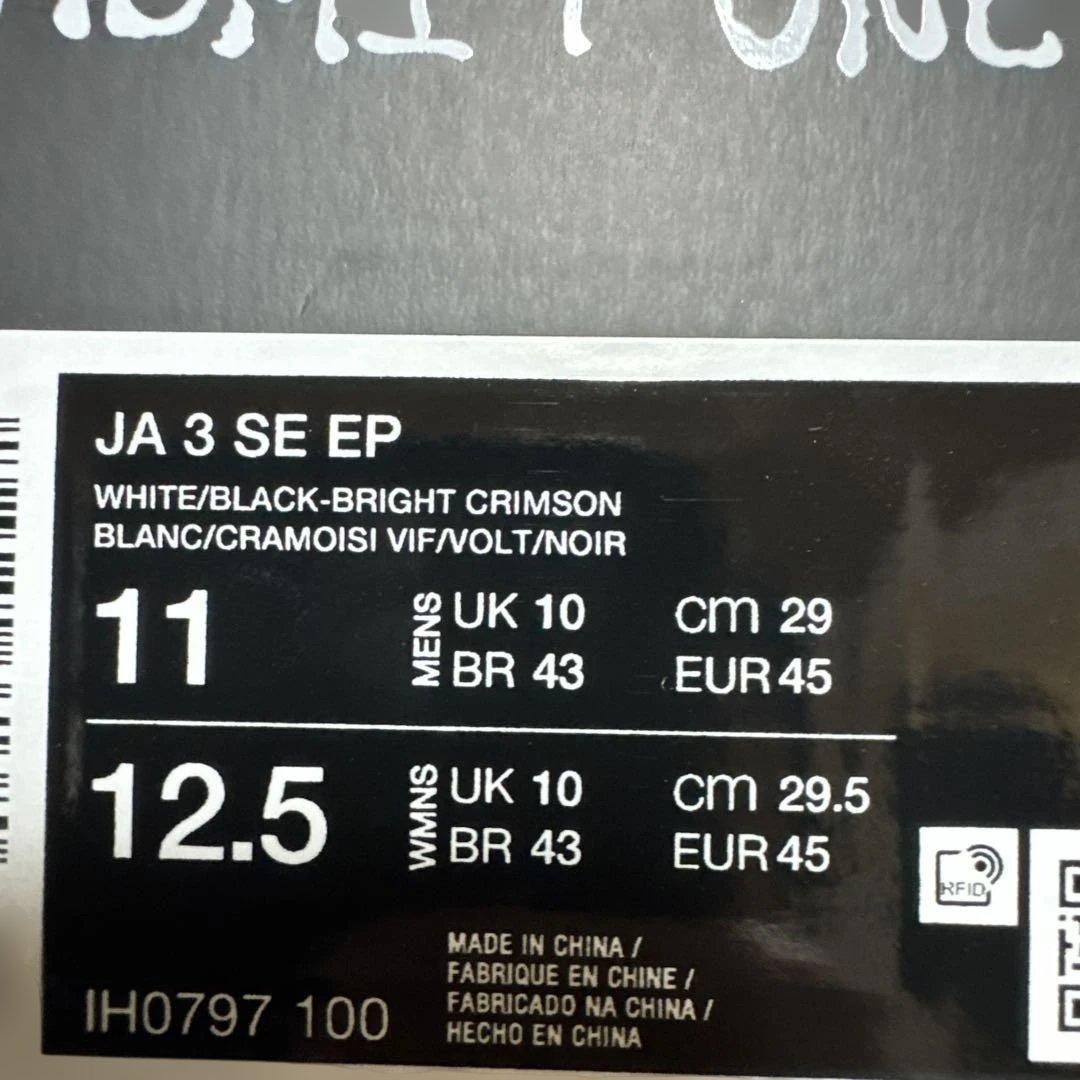 ADMIT ONE
JA 3 SE EP
WHITE/BLACK-BRIGHT CRIMSON
BLANC/CRAMOISI VIF/VOLT/NOIR
11 MENS UK 10 cm 29
BR 43 EUR 45
12.5 WMNS UK 10 cm 29.5
BR 43 EUR 45
RFID
MADE IN CHINA /
FABRIQUE EN CHINE /
FABRICADO NA CHINA /
HECHO EN CHINA
IH0797 100